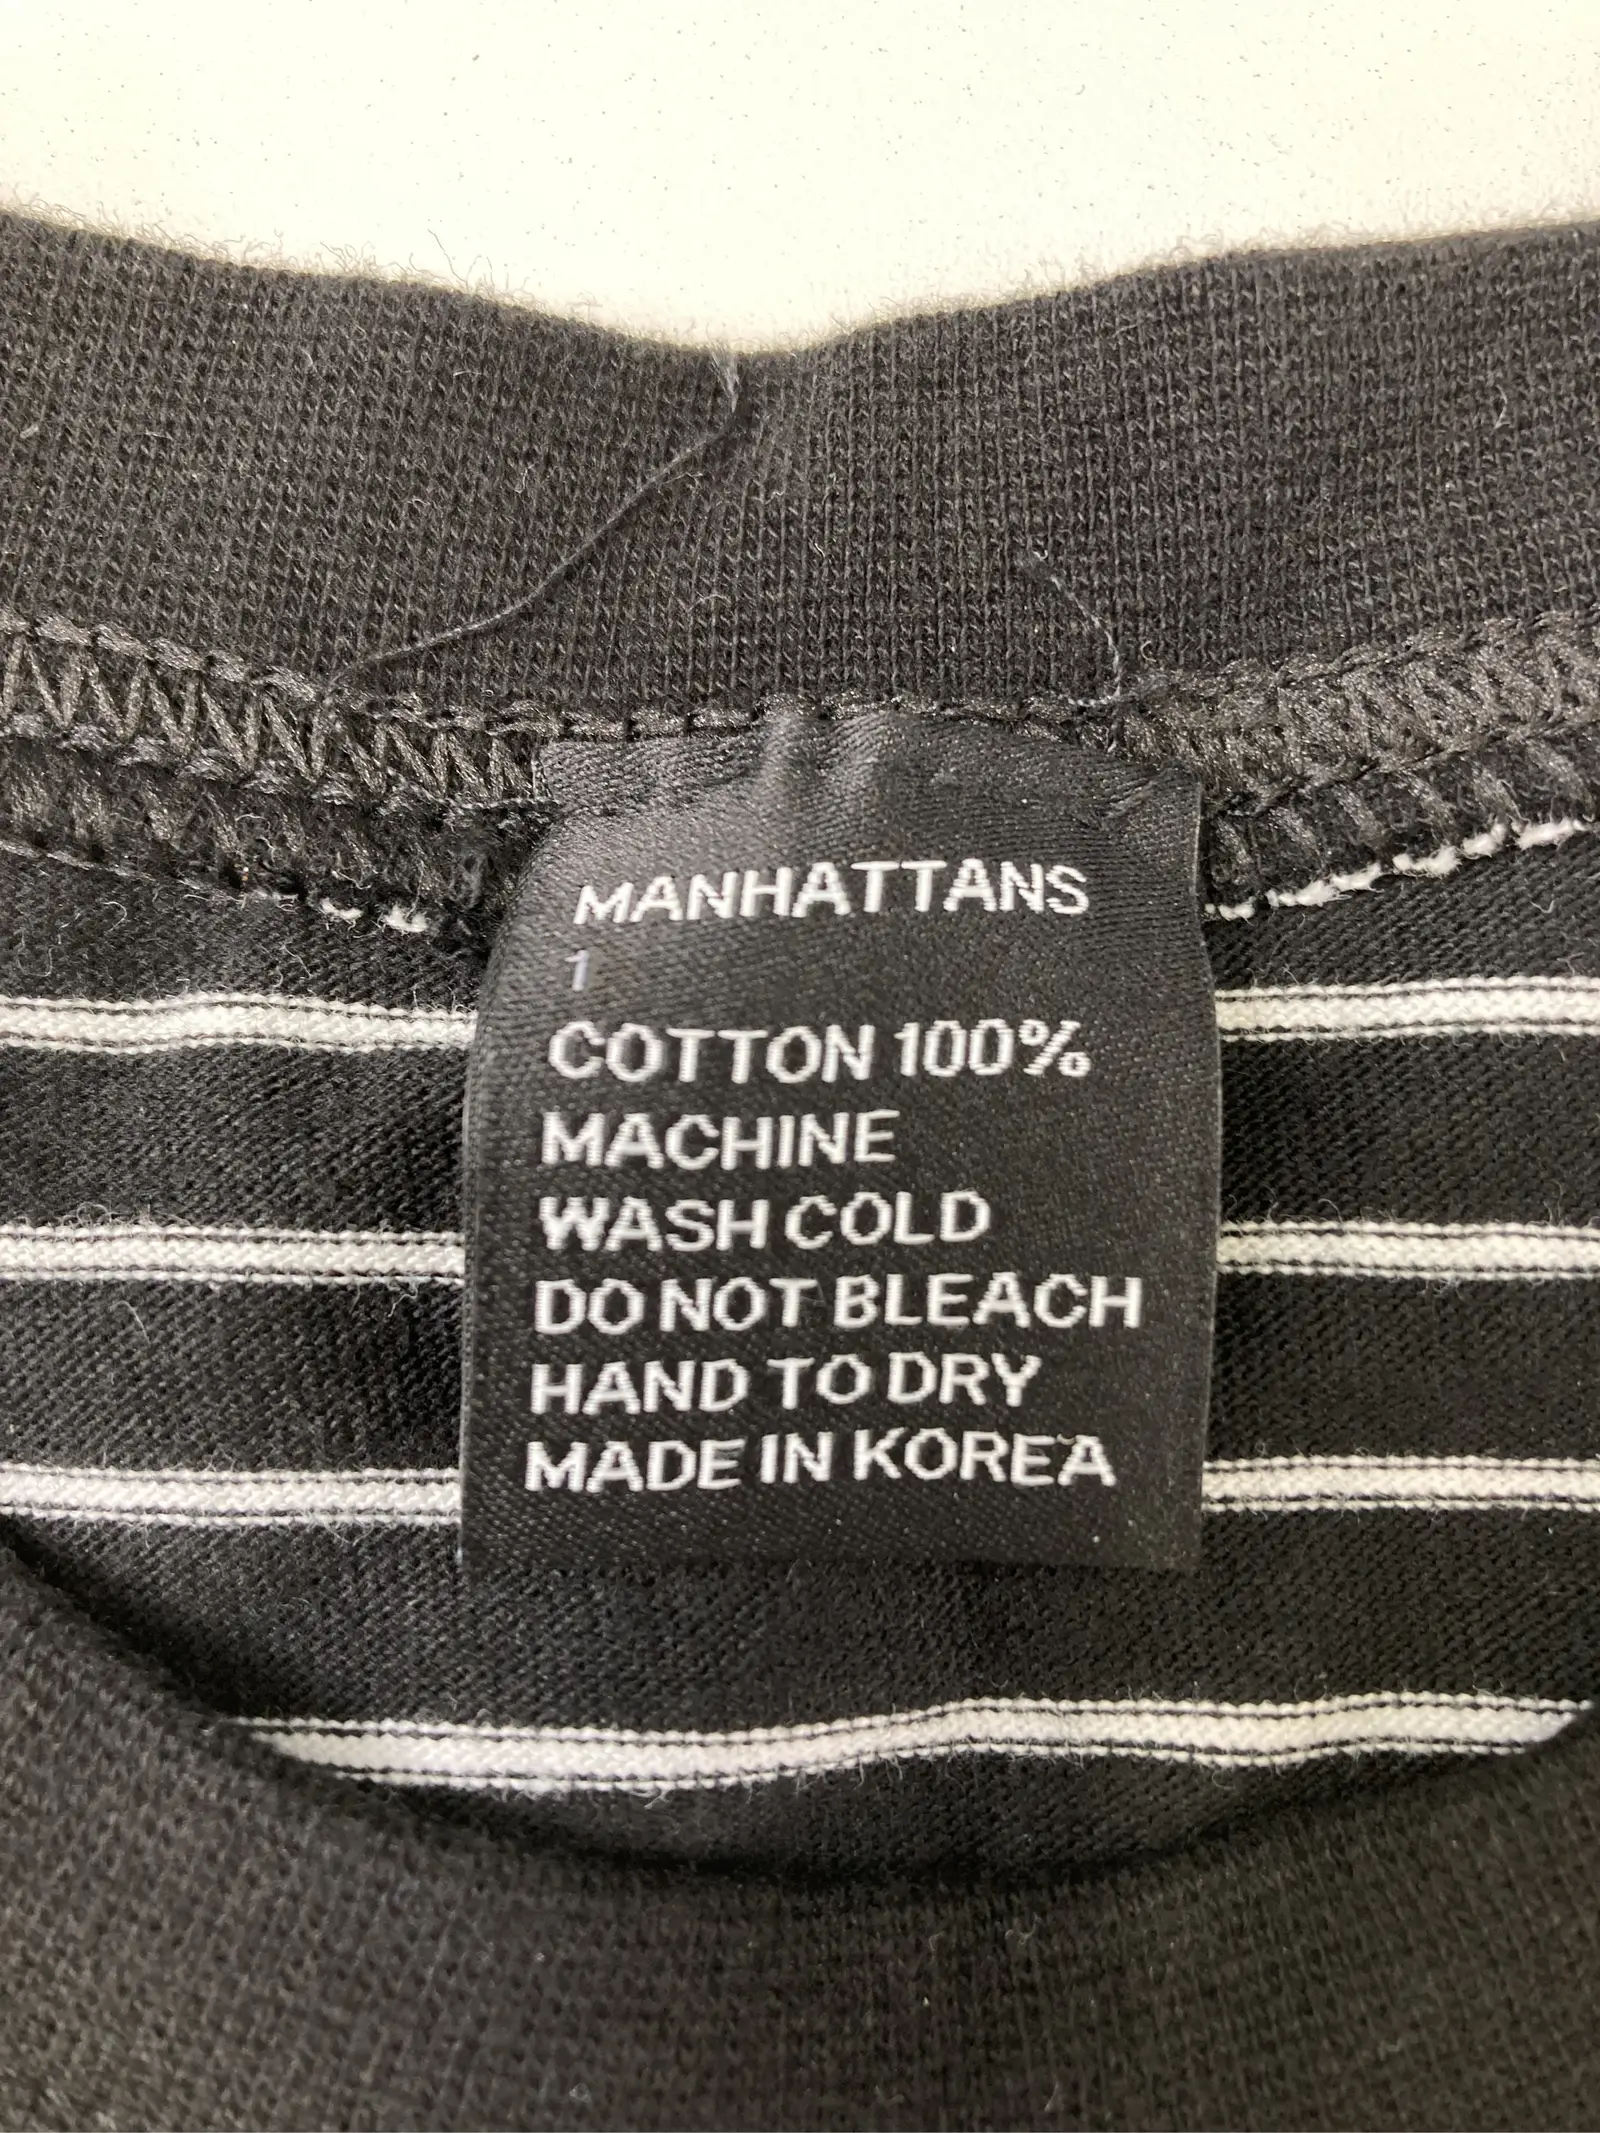 MANHATTANS
1
COTTON 100%
MACHINE
WASH COLD
DO NOT BLEACH
HAND TO DRY
MADE IN KOREA